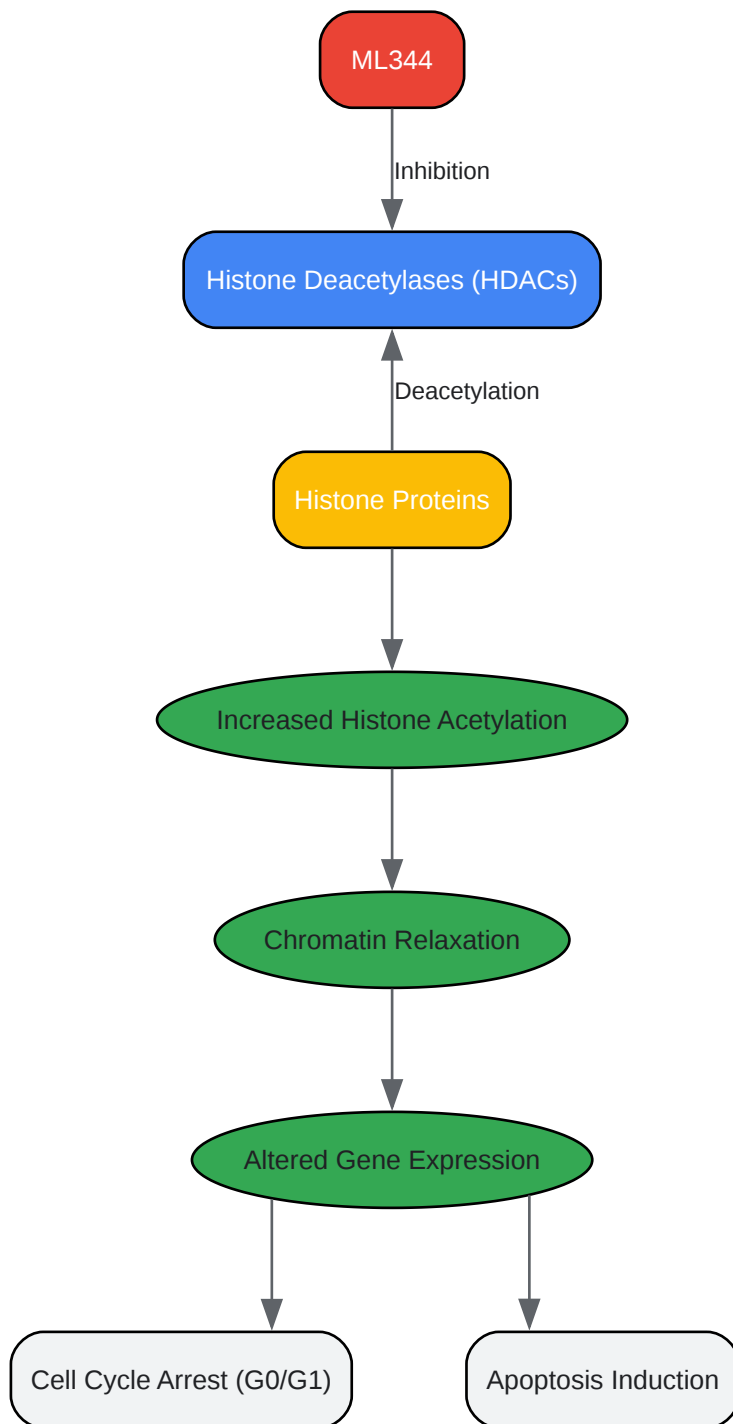 ML344
Inhibition
Histone Deacetylases (HDACs)
Deacetylation
Histone Proteins
Increased Histone Acetylation
Chromatin Relaxation
Altered Gene Expression
Cell Cycle Arrest (G0/G1)
Apoptosis Induction